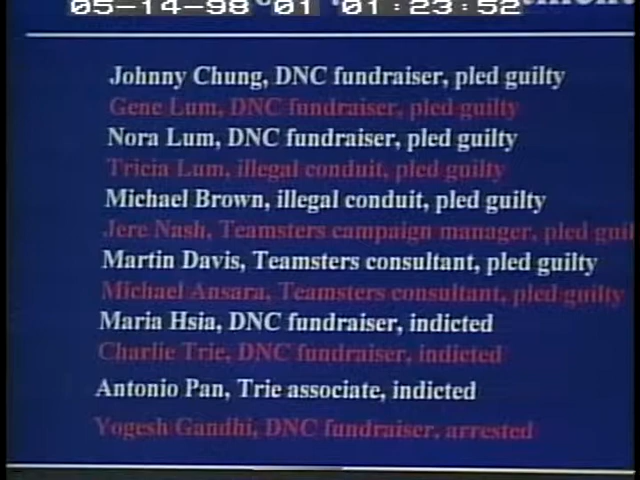 05-14-98 01 01:23:52
Johnny Chung, DNC fundraiser, pled guilty
Gene Lum, DNC fundraiser, pled guilty
Nora Lum, DNC fundraiser, pled guilty
Tricia Lum, illegal conduit, pled guilty
Michael Brown, illegal conduit, pled guilty
Jere Nash, Teamsters campaign manager, pled guil
Martin Davis, Teamsters consultant, pled guilty
Michael Ansara, Teamsters consultant, pled guilty
Maria Hsia, DNC fundraiser, indicted
Charlie Trie, DNC fundraiser, indicted
Antonio Pan, Trie associate, indicted
Yogesh Gandhi, DNC fundraiser, arrested